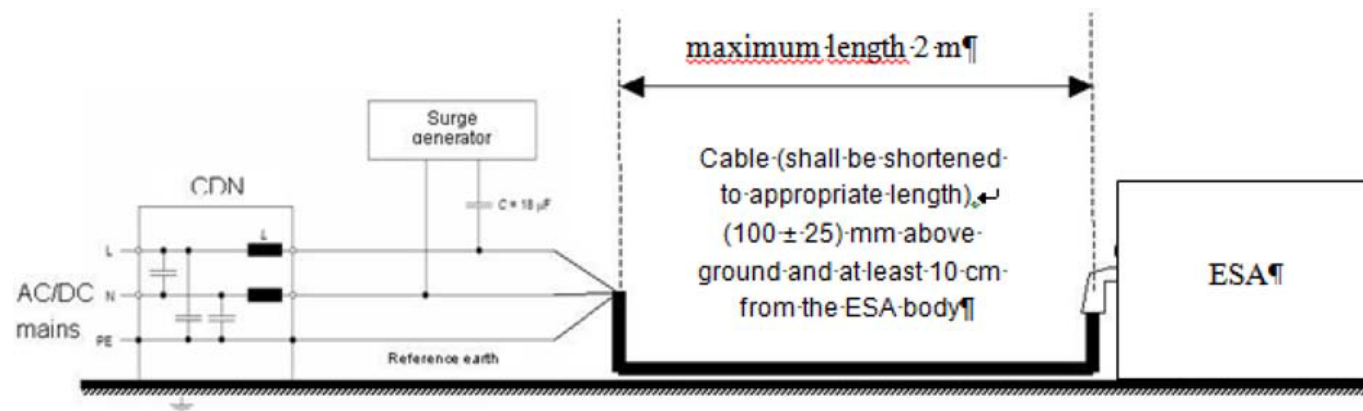 maximum·length·2·m¶
Surge
generator
Cable·(shall·be·shortened·
to·appropriate·length),↵
(100·±·25)·mm·above·
ground·and·at·least·10·cm·
from·the·ESA·body¶
CDN
C = 18 µF
L
L
AC/DC
mains
N
PE
Reference earth
ESA¶